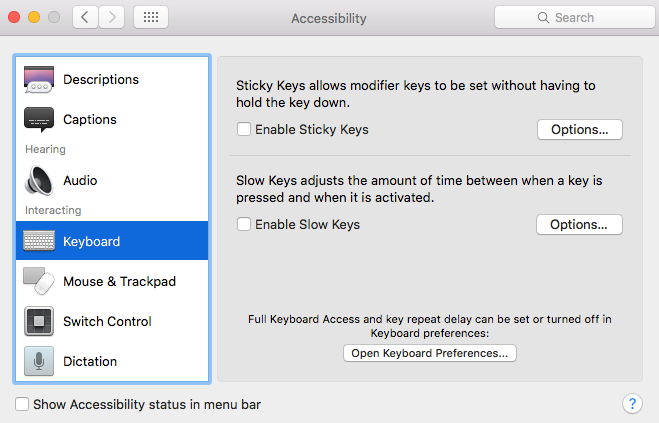 Accessibility
Search
Descriptions
Captions
Hearing
Audio
Interacting
Keyboard
Mouse & Trackpad
Switch Control
Dictation
Sticky Keys allows modifier keys to be set without having to
hold the key down.
Enable Sticky Keys
Options...
Slow Keys adjusts the amount of time between when a key is
pressed and when it is activated.
Enable Slow Keys
Options...
Full Keyboard Access and key repeat delay can be set or turned off in
Keyboard preferences:
Open Keyboard Preferences...
Show Accessibility status in menu bar
?